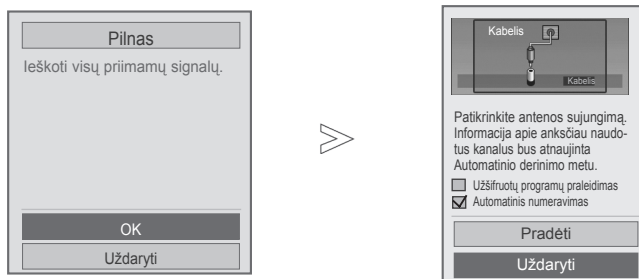 Pilnas
Ieškoti visų priimamų signalų.
OK
Uždaryti
Kabelis
Kabelis
Patikrinkite antenos sujungimą.
Informacija apie anksčiau naudo-
tus kanalus bus atnaujinta
Automatinio derinimo metu.
Užšifruotų programų praleidimas
Automatinis numeravimas
Pradėti
Uždaryti